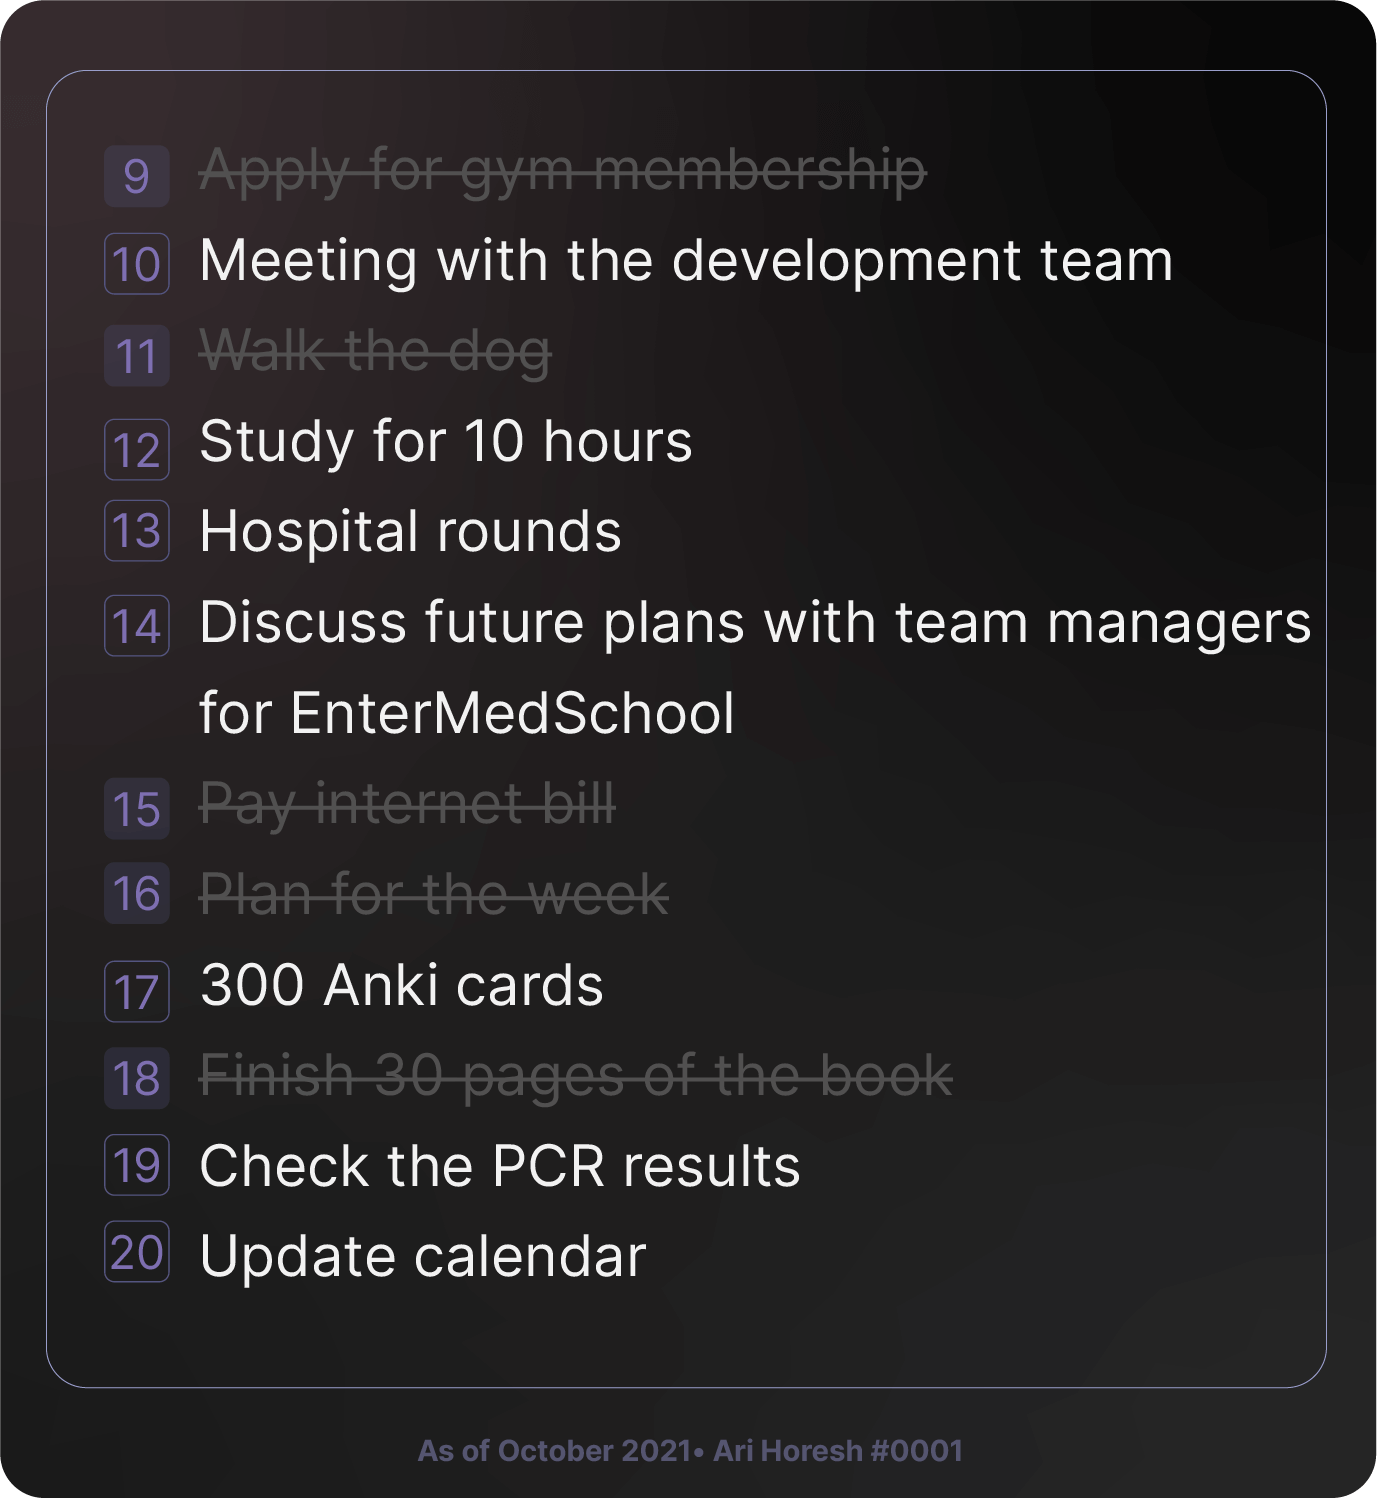 9 Apply for gym membership
10 Meeting with the development team
11 Walk the dog
12 Study for 10 hours
13 Hospital rounds
14 Discuss future plans with team managers
for EnterMedSchool
15 Pay internet bill
16 Plan for the week
17 300 Anki cards
18 Finish 30 pages of the book
19 Check the PCR results
20 Update calendar
As of October 2021• Ari Horesh #0001